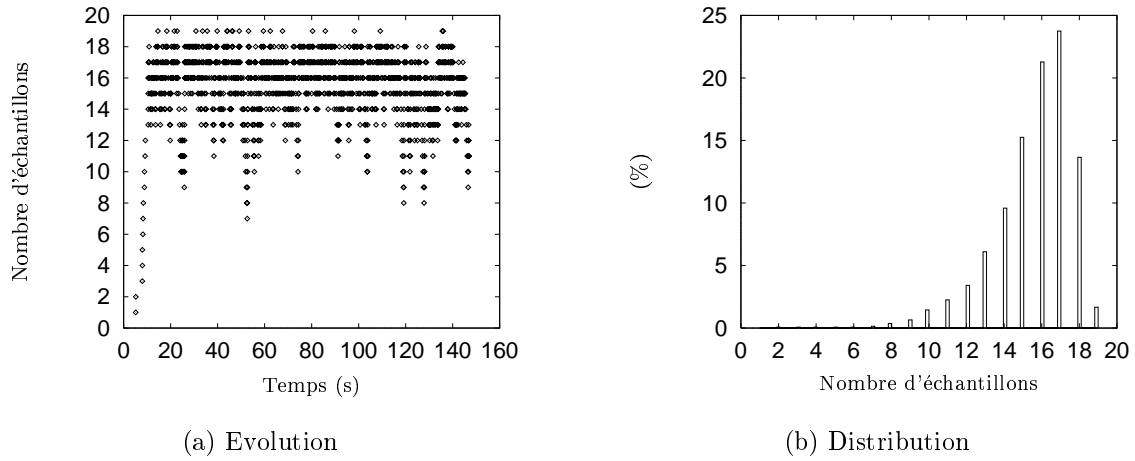 Nombre d'échantillons
20
18
16
14
12
10
8
6
4
2
0
0 20 40 60 80 100 120 140 160
Temps (s)
(a) Evolution
(%)
25
20
15
10
5
0
0 2 4 6 8 10 12 14 16 18 20
Nombre d'échantillons
(b) Distribution